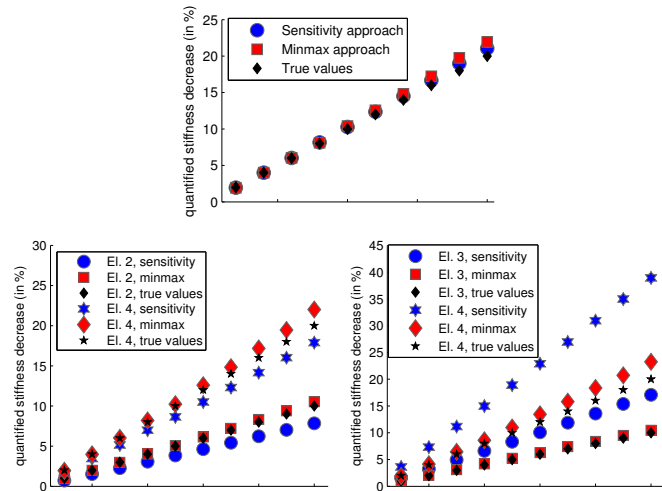 quantified stiffness decrease (in %)
25
20
15
10
5
0
Sensitivity approach
Minmax approach
True values
quantified stiffness decrease (in %)
30
25
20
15
10
5
0
El. 2, sensitivity
El. 2, minmax
El. 2, true values
El. 4, sensitivity
El. 4, minmax
El. 4, true values
quantified stiffness decrease (in %)
45
40
35
30
25
20
15
10
5
0
El. 3, sensitivity
El. 3, minmax
El. 3, true values
El. 4, sensitivity
El. 4, minmax
El. 4, true values